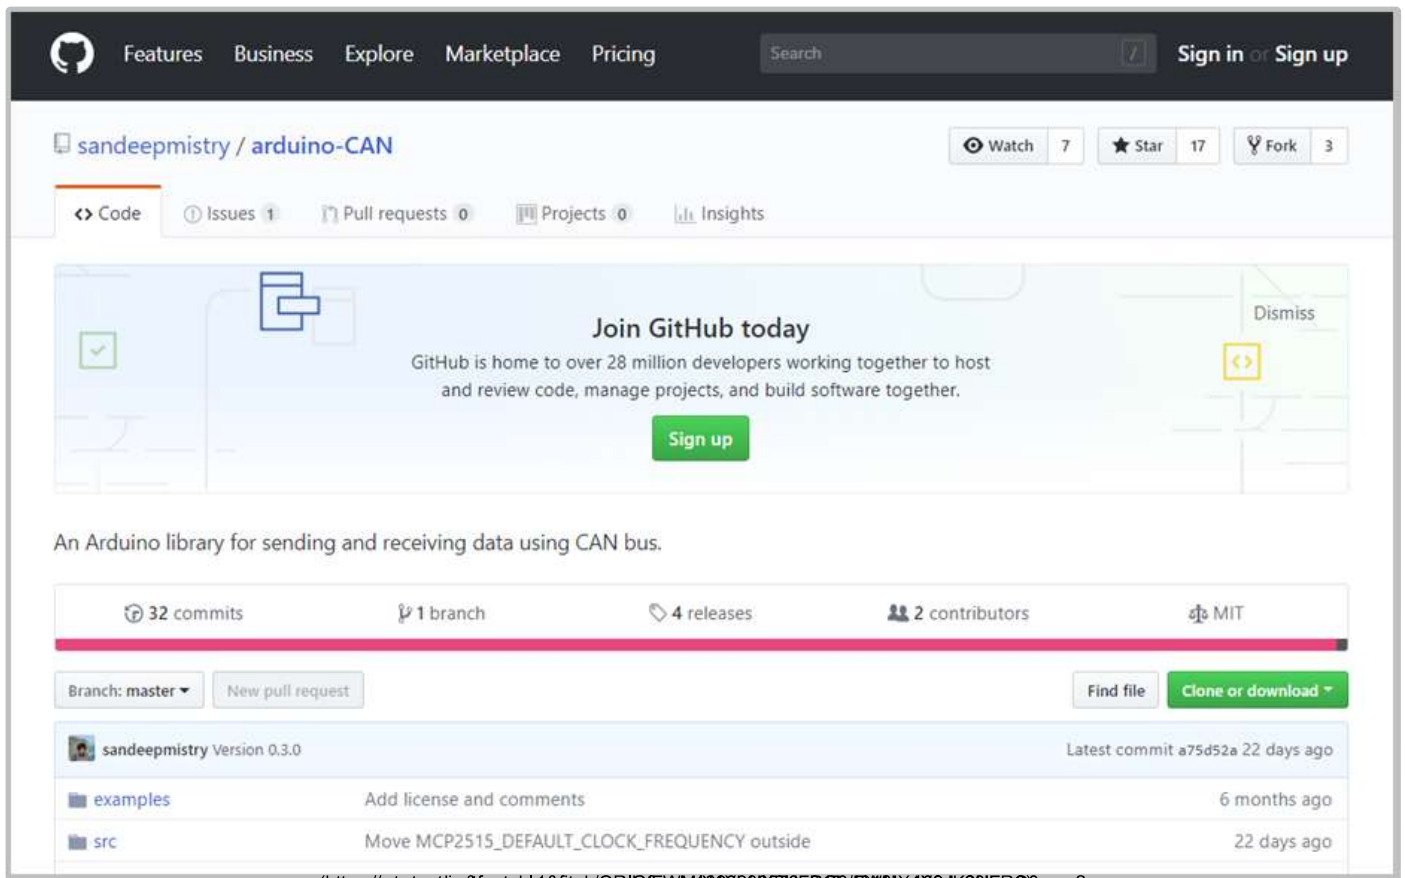 Features Business Explore Marketplace Pricing Search / Sign in or Sign up
sandeepmistry / arduino-CAN Watch 7 Star 17 Fork 3
<> Code Issues 1 Pull requests 0 Projects 0 Insights
Dismiss
Join GitHub today
GitHub is home to over 28 million developers working together to host
and review code, manage projects, and build software together.
Sign up
An Arduino library for sending and receiving data using CAN bus.
32 commits 1 branch 4 releases 2 contributors MIT
Branch: master New pull request Find file Clone or download
sandeepmistry Version 0.3.0 Latest commit a75d52a 22 days ago
examples Add license and comments 6 months ago
src Move MCP2515_DEFAULT_CLOCK_FREQUENCY outside 22 days ago